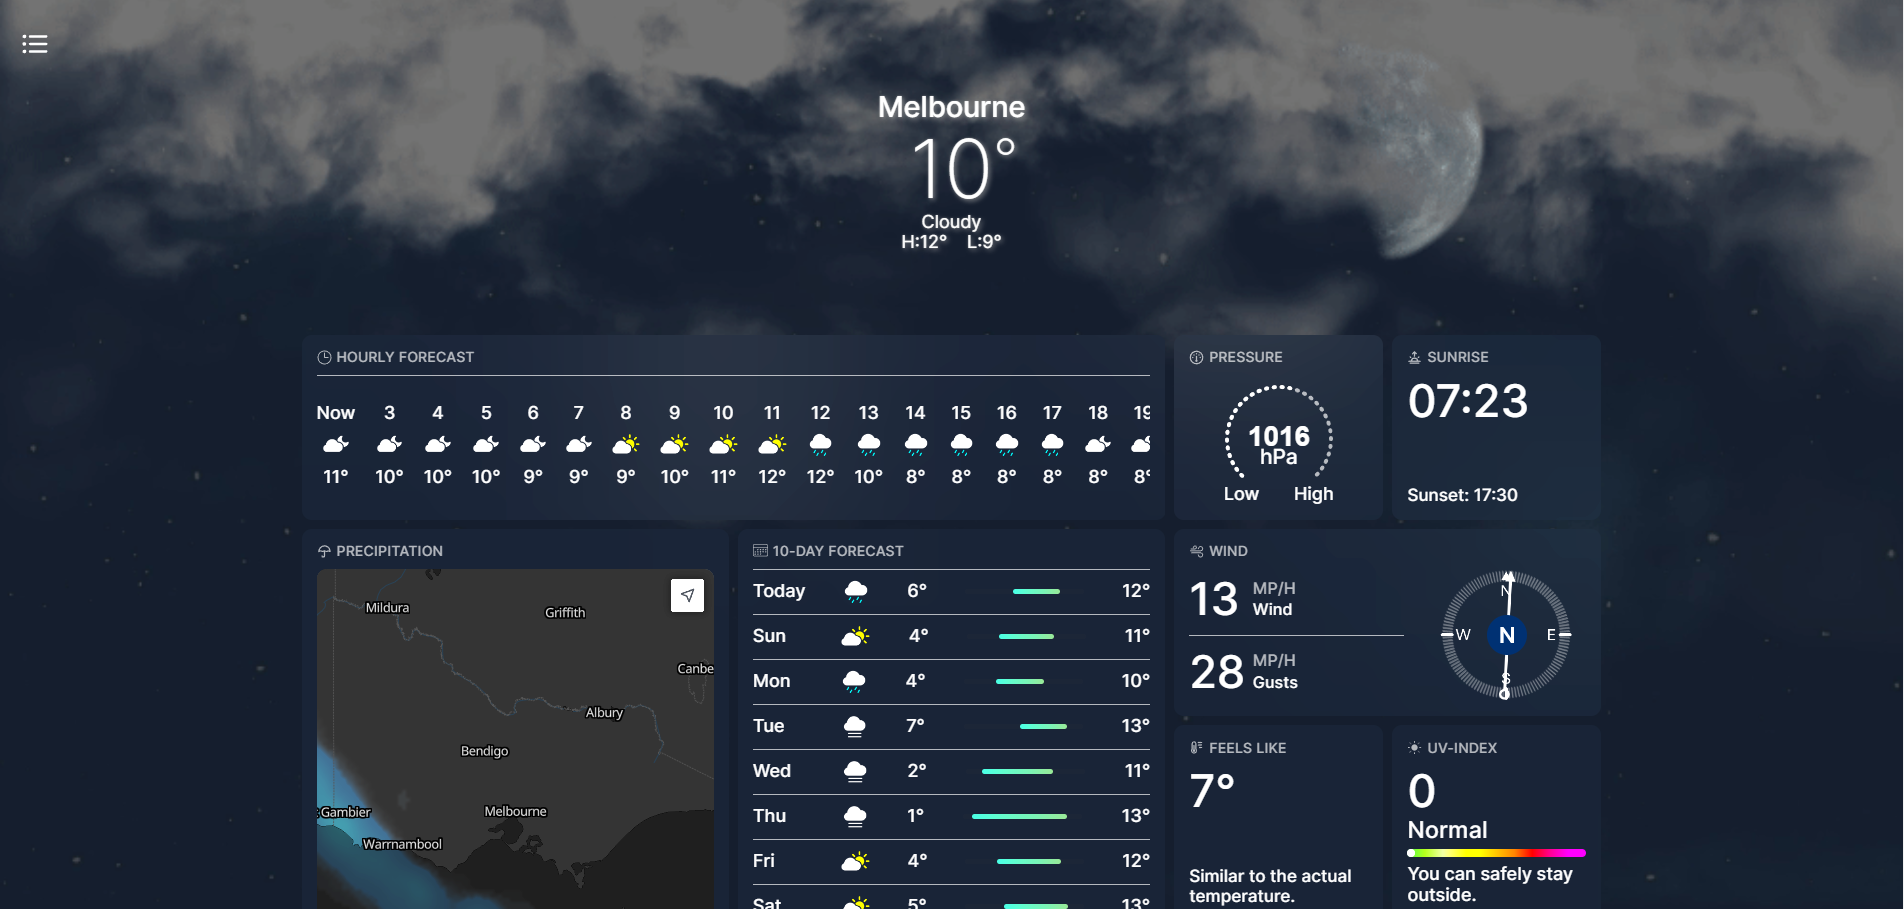 Melbourne
10°
Cloudy
H:12° L:9°
HOURLY FORECAST
Now 3 4 5 6 7 8 9 10 11 12 13 14 15 16 17 18 19
11° 10° 10° 10° 9° 9° 9° 10° 11° 12° 12° 10° 8° 8° 8° 8° 8° 8°
PRESSURE
1016
hPa
Low High
SUNRISE
07:23
Sunset: 17:30
PRECIPITATION
Mildura
Griffith
Canbe
Albury
Bendigo
Gambier
Melbourne
Warrnambool
10-DAY FORECAST
Today 6° 12°
Sun 4° 11°
Mon 4° 10°
Tue 7° 13°
Wed 2° 11°
Thu 1° 13°
Fri 4° 12°
Sat 5° 13°
WIND
13 MP/H
Wind
28 MP/H
Gusts
N
W N E
S
FEELS LIKE
7°
Similar to the actual
temperature.
UV-INDEX
0
Normal
You can safely stay
outside.